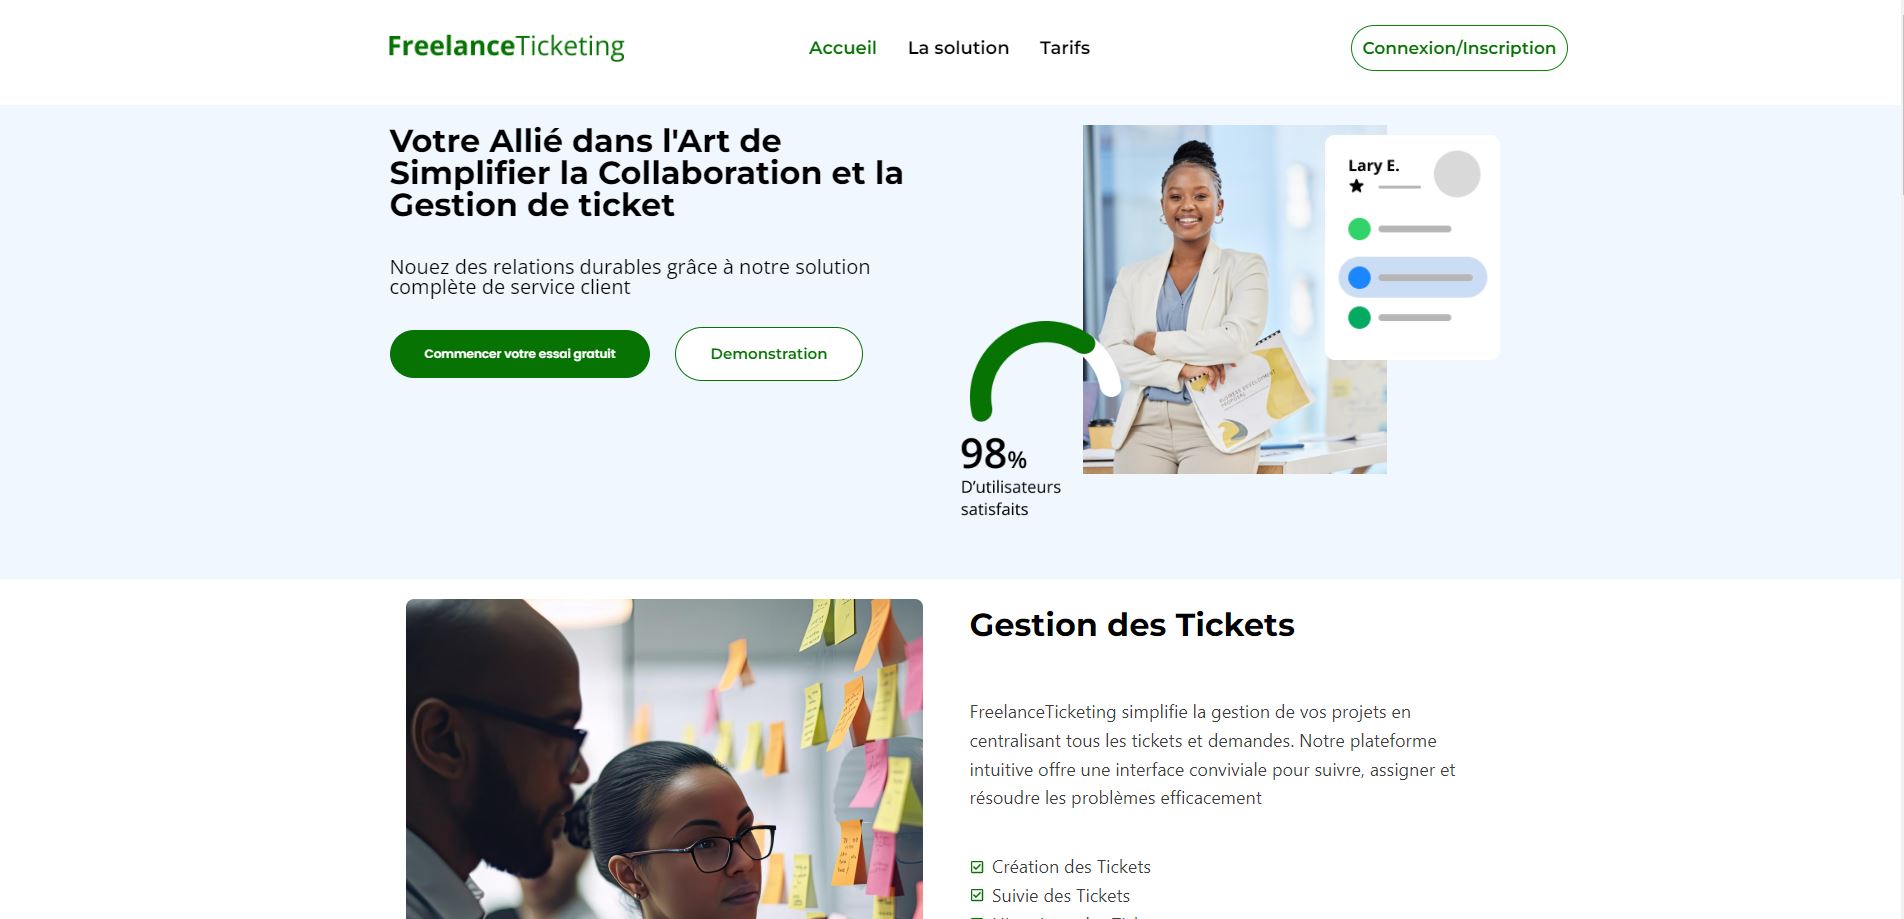 FreelanceTicketing
Accueil
La solution
Tarifs
Connexion/Inscription
Votre Allié dans l'Art de
Simplifier la Collaboration et la
Gestion de ticket
Nouez des relations durables grâce à notre solution
complète de service client
Commencer votre essai gratuit
Demonstration
Lary E.
BUSINESS DEVELOPMENT
PROPOSAL
98%
D’utilisateurs
satisfaits
Gestion des Tickets
FreelanceTicketing simplifie la gestion de vos projets en
centralisant tous les tickets et demandes. Notre plateforme
intuitive offre une interface conviviale pour suivre, assigner et
résoudre les problèmes efficacement
Création des Tickets
Suivie des Tickets